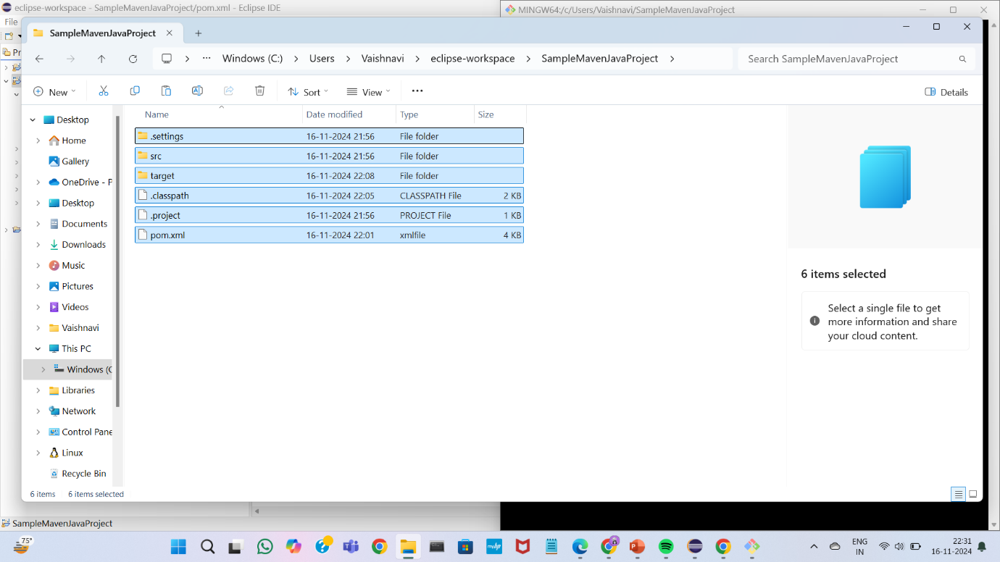 eclipse-workspace - SampleMavenJavaProject/pom.xml - Eclipse IDE
MINGW64:/c/Users/Vaishnavi/SampleMavenJavaProject
File
SampleMavenJavaProject
Windows (C:) > Users > Vaishnavi > eclipse-workspace > SampleMavenJavaProject >
Search SampleMavenJavaProject
New
Sort
View
Details
Name Date modified Type Size
.settings 16-11-2024 21:56 File folder
src 16-11-2024 21:56 File folder
target 16-11-2024 22:08 File folder
.classpath 16-11-2024 22:05 CLASSPATH File 2 KB
.project 16-11-2024 21:56 PROJECT File 1 KB
pom.xml 16-11-2024 22:01 xmlfile 4 KB
Desktop
Home
Gallery
OneDrive - P
Desktop
Documents
Downloads
Music
Pictures
Videos
Vaishnavi
This PC
Windows (C
Libraries
Network
Control Pane
Linux
Recycle Bin
6 items selected
Select a single file to get
more information and share
your cloud content.
6 items 6 items selected
SampleMavenJavaProject
75°
ENG
IN
22:31
16-11-2024